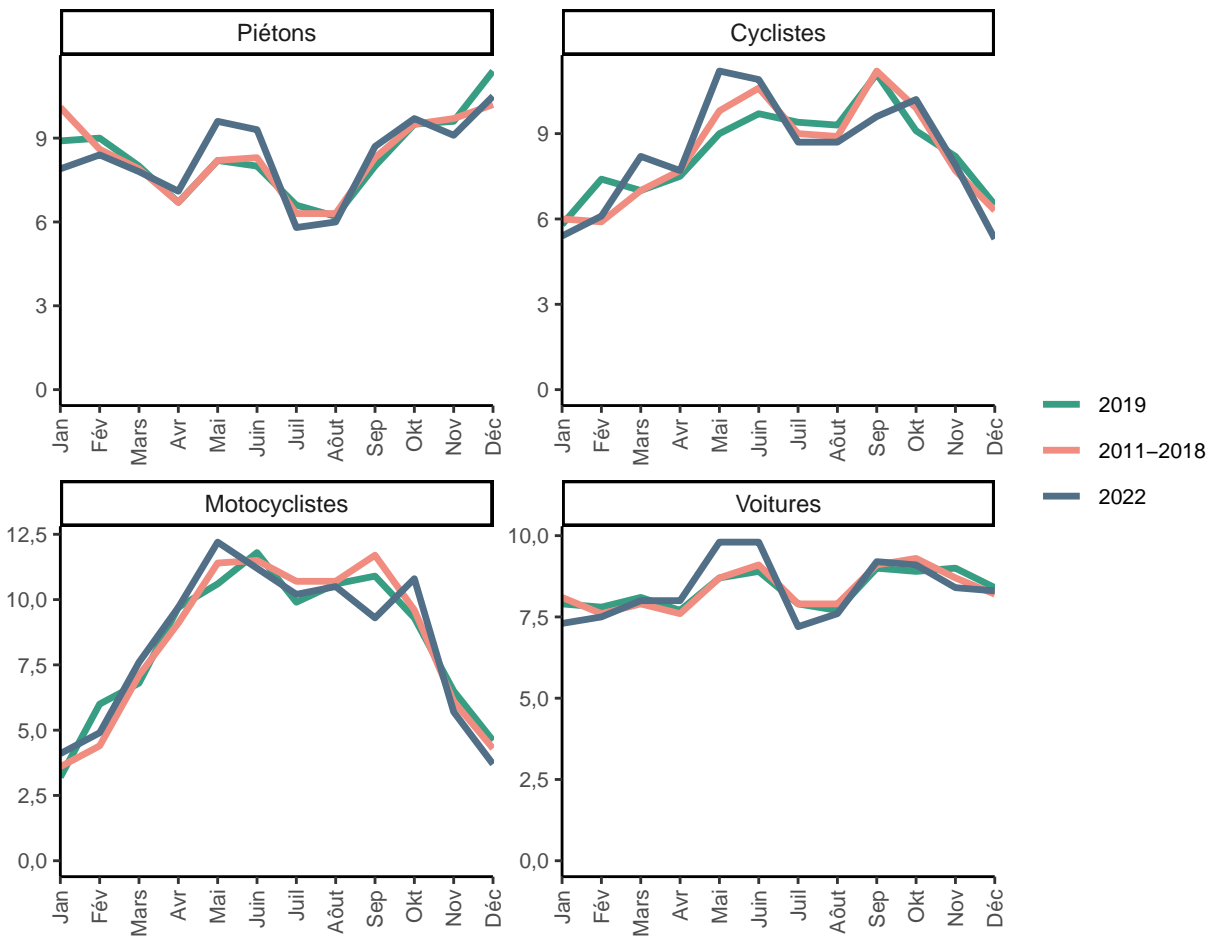 Piétons
Cyclistes
9
6
3
0
9
6
3
0
Jan Fév Mars Avr Mai Juin Juil Aôut Sep Okt Nov Déc
Jan Fév Mars Avr Mai Juin Juil Aôut Sep Okt Nov Déc
2019
2011–2018
2022
Motocyclistes
Voitures
12,5
10,0
7,5
5,0
2,5
0,0
10,0
7,5
5,0
2,5
0,0
Jan Fév Mars Avr Mai Juin Juil Aôut Sep Okt Nov Déc
Jan Fév Mars Avr Mai Juin Juil Aôut Sep Okt Nov Déc